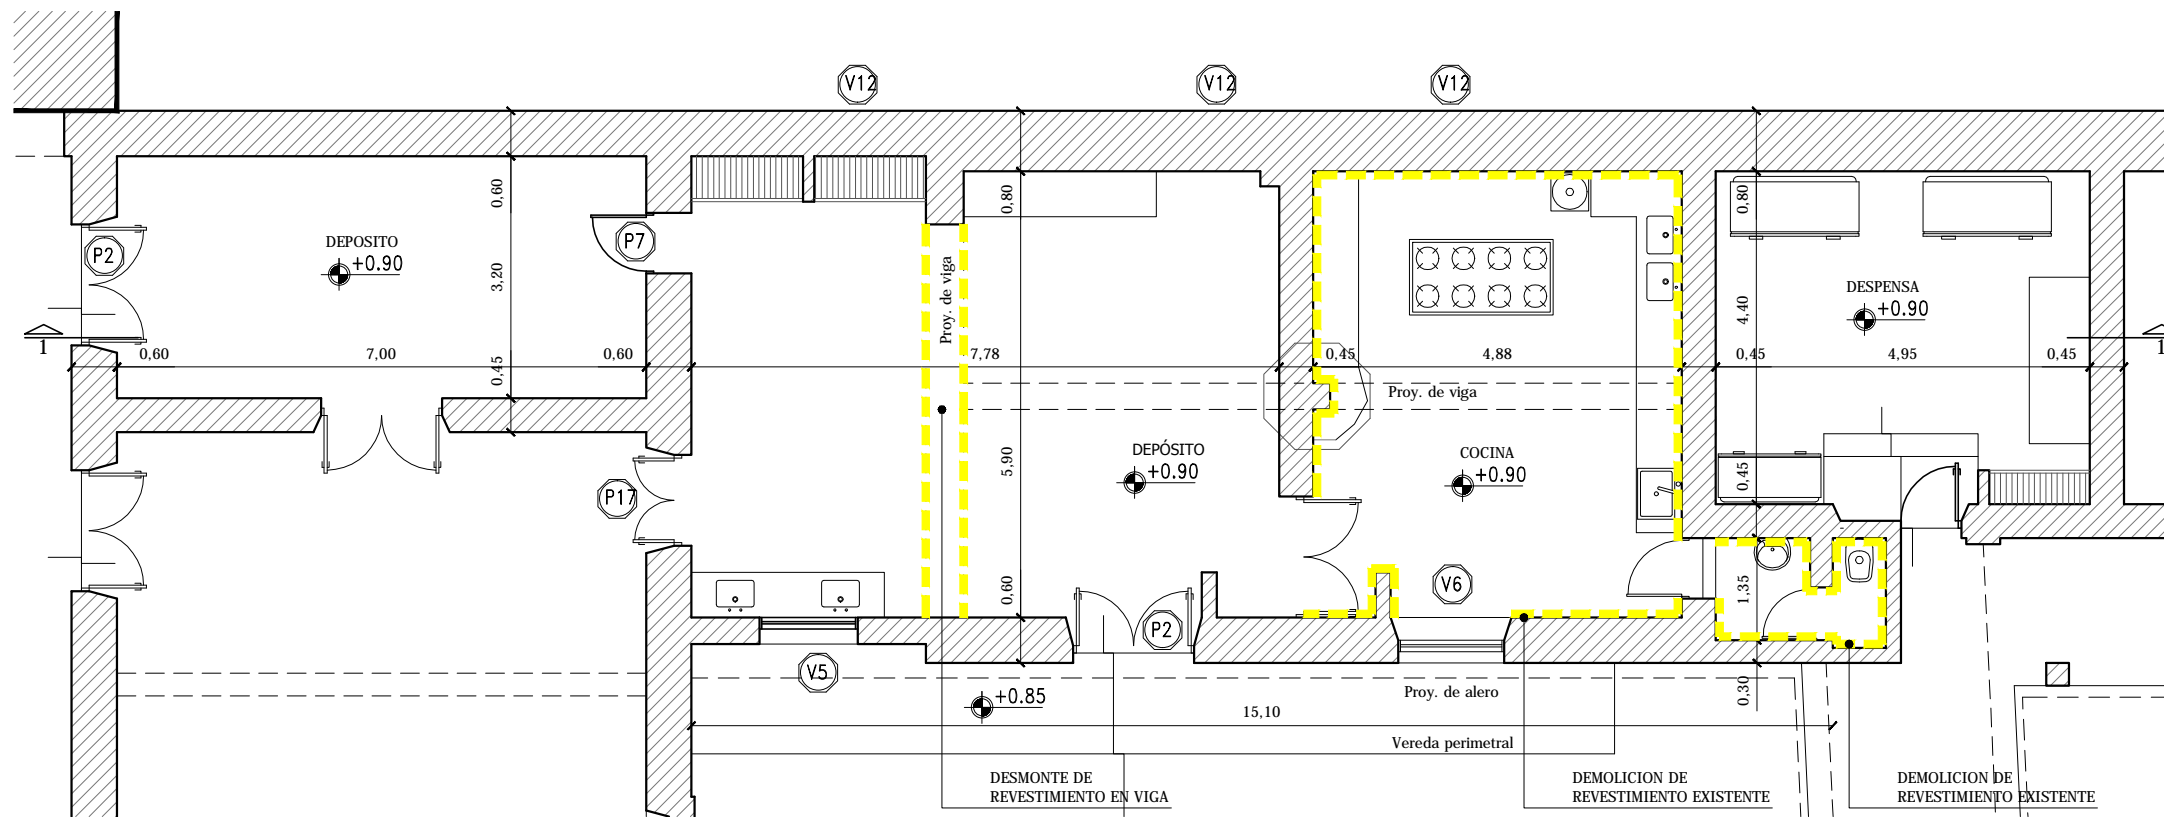 V12
V12
V12
DEPOSITO
+0.90
P2
P7
0,60
3,20
0,45
Proy. de viga
0,80
5,90
0,60
0,80
4,40
0,45
1,35
0,30
DESPENSA
+0.90
1
1
0,60
7,00
0,60
7,78
0,45
4,88
0,45
4,95
0,45
Proy. de viga
DEPÓSITO
+0.90
COCINA
+0.90
P17
V6
P2
V5
+0.85
Proy. de alero
15,10
Vereda perimetral
DESMONTE DE
REVESTIMIENTO EN VIGA
DEMOLICION DE
REVESTIMIENTO EXISTENTE
DEMOLICION DE
REVESTIMIENTO EXISTENTE